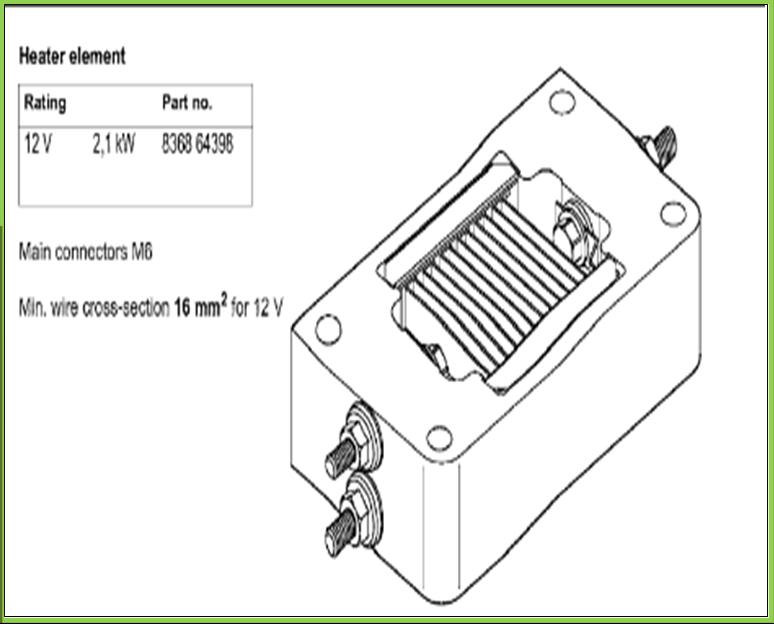 Heater element
Rating Part no.
12 V 2,1 kW 8368 64398
Main connectors M6
Min. wire cross-section 16 mm² for 12 V